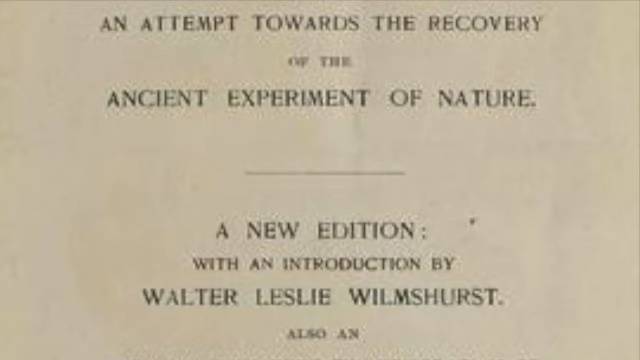 AN ATTEMPT TOWARDS THE RECOVERY
OF THE
ANCIENT EXPERIMENT OF NATURE.
A NEW EDITION:
WITH AN INTRODUCTION BY
WALTER LESLIE WILMSHURST.
ALSO AN